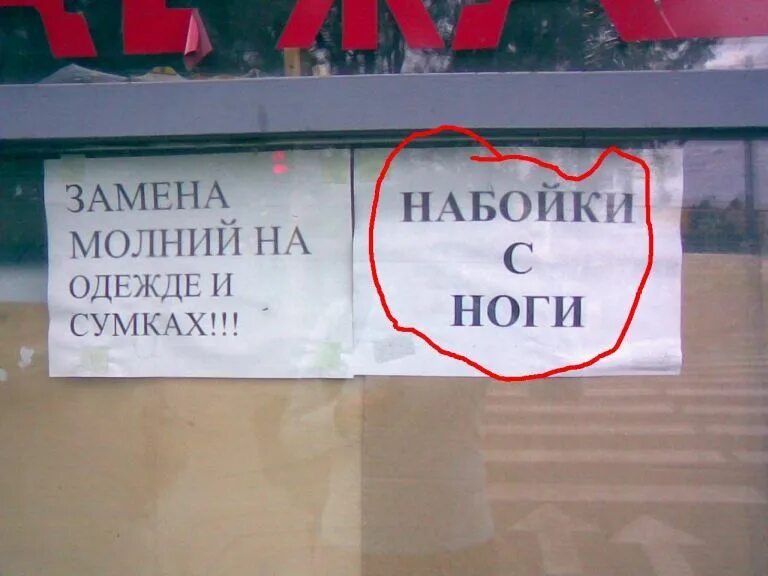 ЗАМЕНА
МОЛНИЙ НА
ОДЕЖДЕ И
СУМКАХ!!!
НАБОЙКИ
С
НОГИ